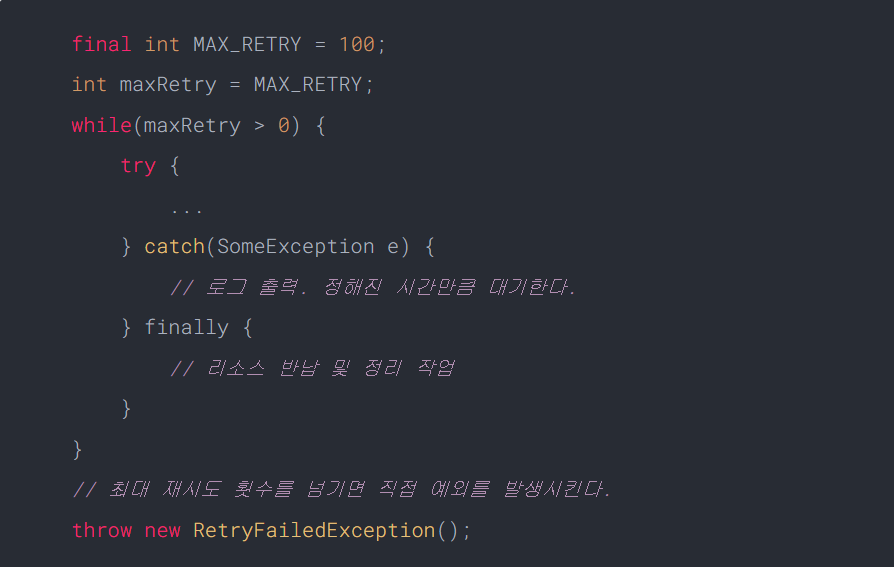 final int MAX_RETRY = 100;
int maxRetry = MAX_RETRY;
while(maxRetry > 0) {
try {
...
} catch(SomeException e) {
// 로그 출력. 정해진 시간만큼 대기한다.
} finally {
// 리소스 반납 및 정리 작업
}
}
// 최대 재시도 횟수를 넘기면 직접 예외를 발생시킨다.
throw new RetryFailedException();